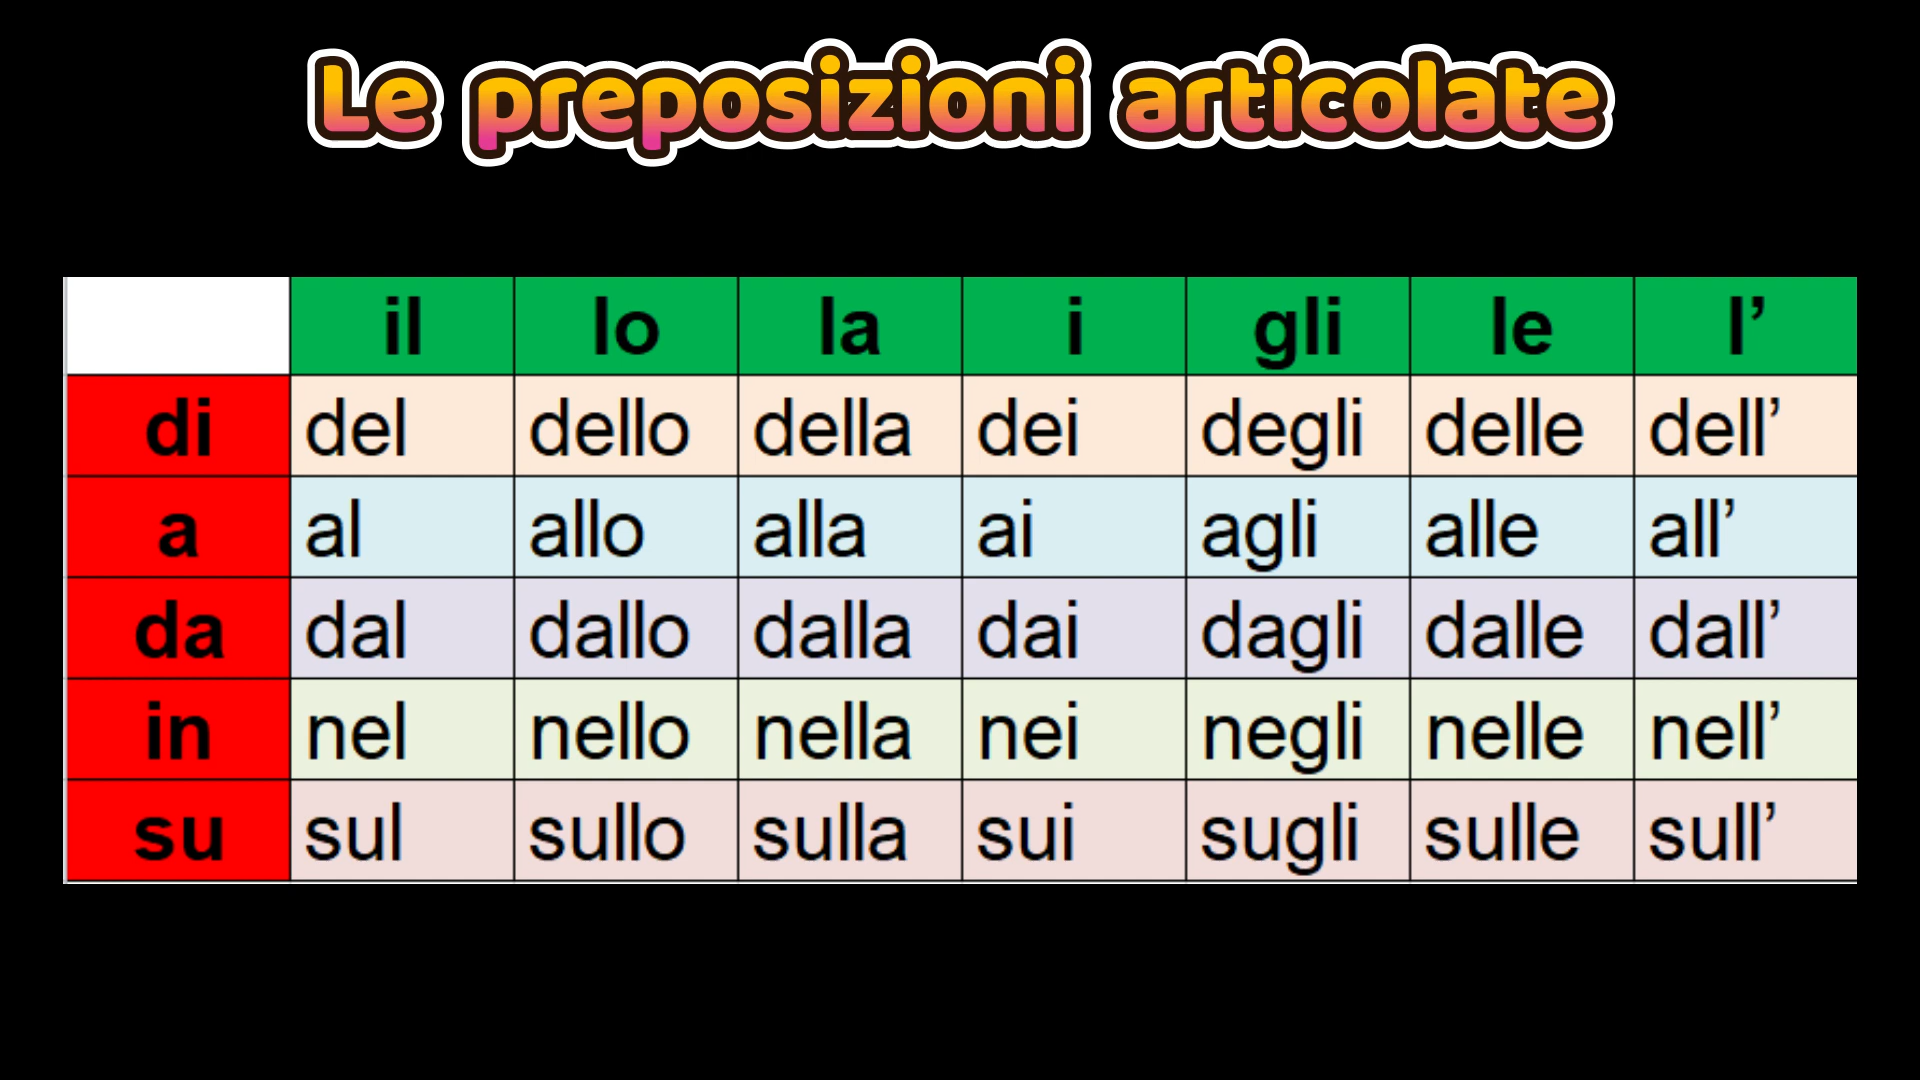 Le preposizioni articolate
il lo la i gli le l’
di del dello della dei degli delle dell’
a al allo alla ai agli alle all’
da dal dallo dalla dai dagli dalle dall’
in nel nello nella nei negli nelle nell’
su sul sullo sulla sui sugli sulle sull’